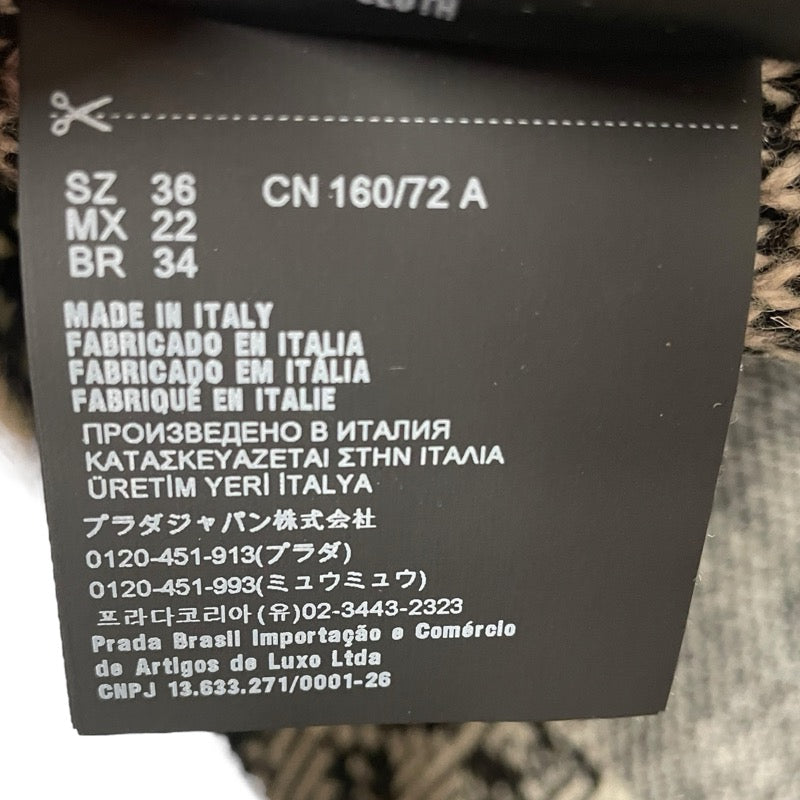 CLOTH
SZ 36 CN 160/72 A
MX 22
BR 34
MADE IN ITALY
FABRICADO EN ITALIA
FABRICADO EM ITÁLIA
FABRIQUÉ EN ITALIE
ПРОИЗВЕДЕНО В ИТАЛИЯ
ΚΑΤΑΣΚΕΥΑΖΕΤΑΙ ΣΤΗΝ ΙΤΑΛΙΑ
ÜRETİM YERİ İTALYA
プラダジャパン株式会社
0120-451-913(プラダ)
0120-451-993(ミュウミュウ)
프라다코리아(유)02-3443-2323
Prada Brasil Importação e Comércio
de Artigos de Luxo Ltda
CNPJ 13.633.271/0001-26